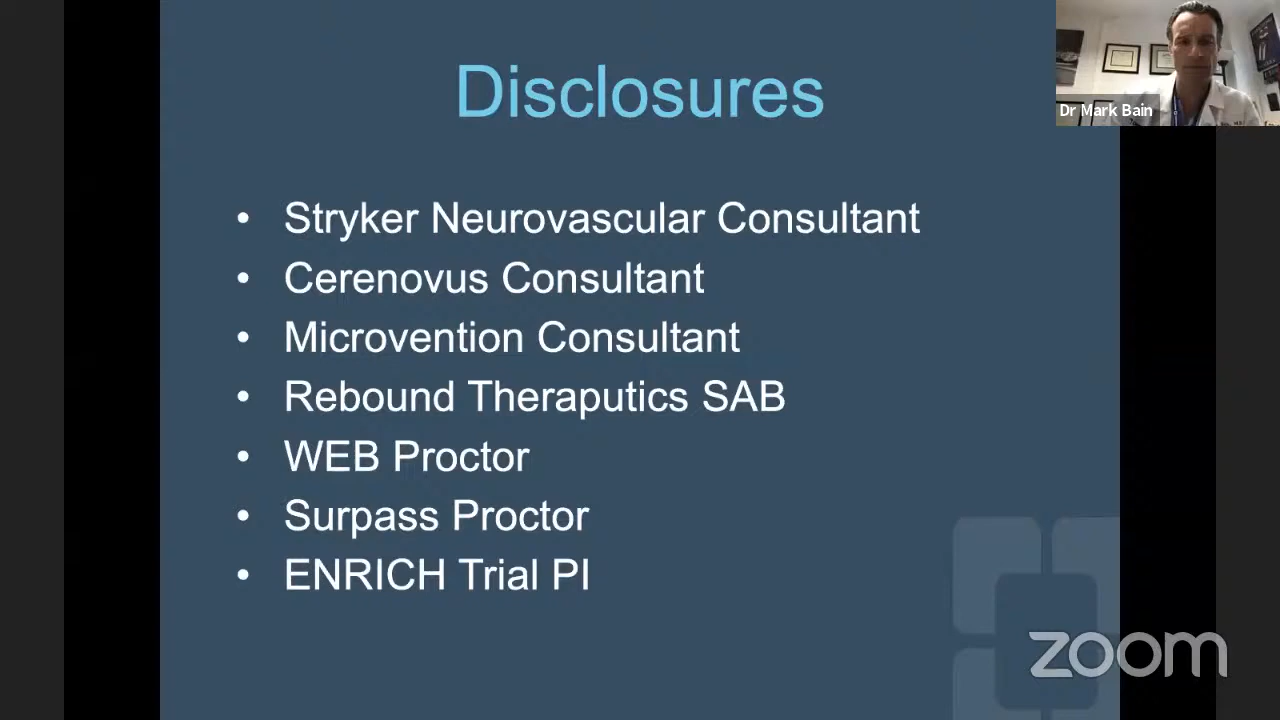 Disclosures
Dr Mark Bain
• Stryker Neurovascular Consultant
• Cerenovus Consultant
• Microvention Consultant
• Rebound Theraputics SAB
• WEB Proctor
• Surpass Proctor
• ENRICH Trial PI
zoom